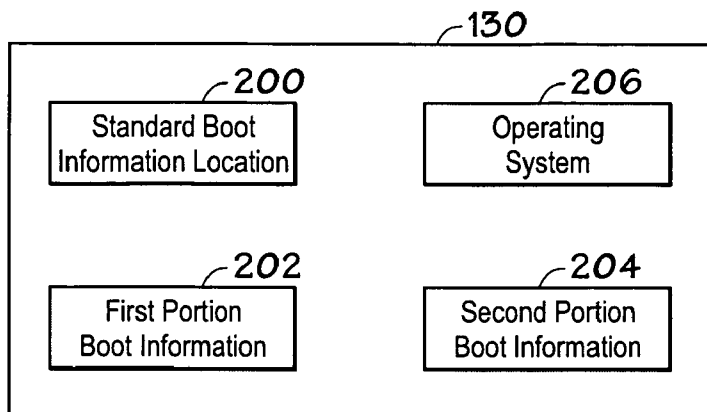 130
200
Standard Boot
Information Location
206
Operating
System
202
First Portion
Boot Information
204
Second Portion
Boot Information